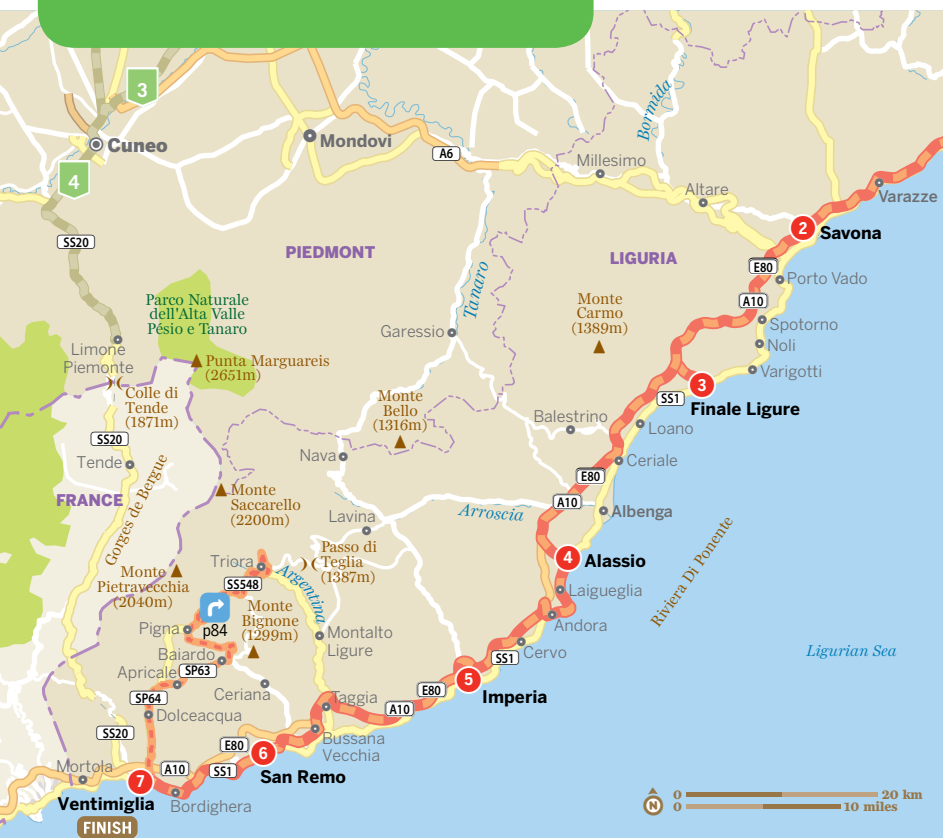 3
Cuneo
Mondovi
A6
Bormida
Millesimo
4
Altare
Varazze
SS20
2
Savona
PIEDMONT
LIGURIA
E80
Porto Vado
Tanaro
A10
Parco Naturale
dell'Alta Valle
Pésio e Tanaro
Monte
Carmo
(1389m)
Spotorno
Garessio
Noli
Limone
Piemonte
Punta Marguareis
(2651m)
Varigotti
3
Finale Ligure
SS1
Colle di
Tende
(1871m)
Monte
Bello
(1316m)
Balestrino
Loano
SS20
Nava
Tende
Ceriale
E80
FRANCE
Gorges de Bergue
Monte
Saccarello
(2200m)
A10
Arroscia
Albenga
Lavina
Riviera Di Ponente
4
Alassio
Passo di
Teglia
(1387m)
Triora
Argentina
Monte
Pietravecchia
(2040m)
SS548
Laigueglia
p84
Monte
Bignone
(1299m)
Andora
Pigna
Montalto
Ligure
Cervo
Ligurian Sea
Baiardo
SS1
SP63
Apricale
5
Imperia
Ceriana
E80
SP64
Taggia
A10
Dolceacqua
SS20
E80
Bussana
Vecchia
6
San Remo
Mortola
A10
SS1
7
Ventimiglia
Bordighera
FINISH
N
0 20 km
0 10 miles